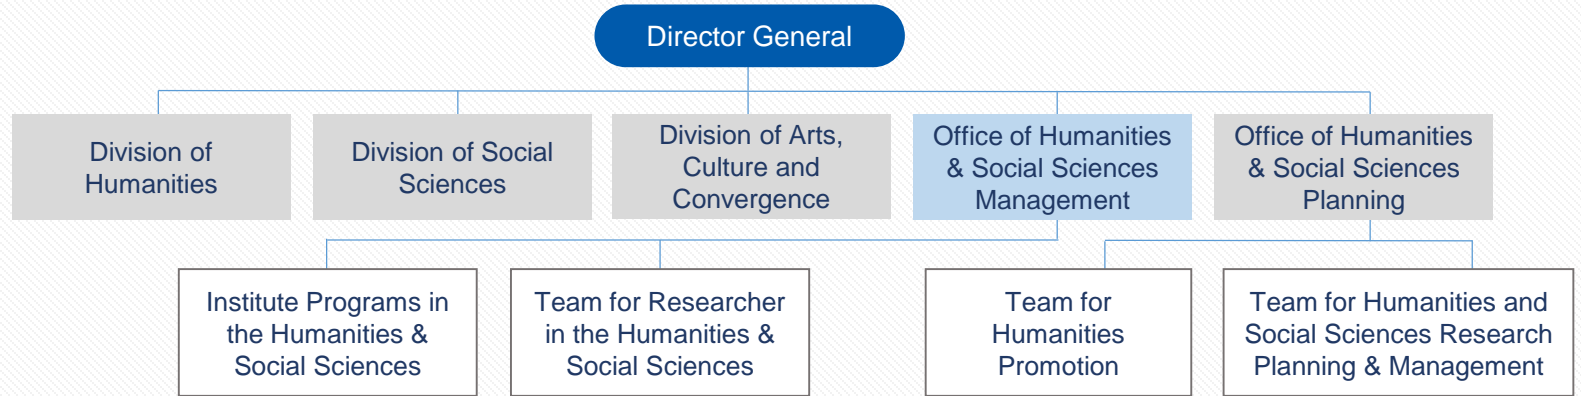 Director General
Division of
Humanities
Division of Social
Sciences
Division of Arts,
Culture and
Convergence
Office of Humanities
& Social Sciences
Management
Office of Humanities
& Social Sciences
Planning
Institute Programs in
the Humanities &
Social Sciences
Team for Researcher
in the Humanities &
Social Sciences
Team for
Humanities
Promotion
Team for Humanities and
Social Sciences Research
Planning & Management